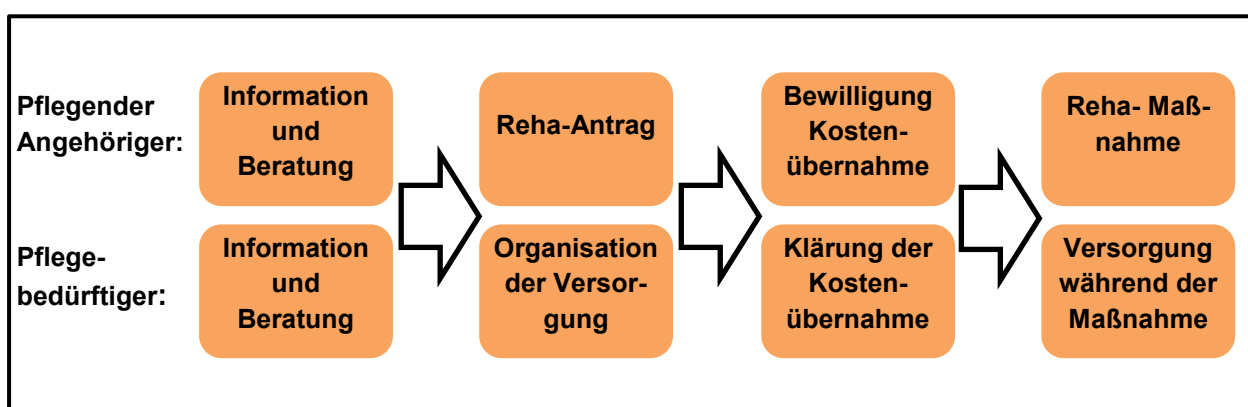 Pflegender
Angehöriger:
Information
und
Beratung
Reha-Antrag
Bewilligung
Kosten-
übernahme
Reha- Maß-
nahme
Pflege-
bedürftiger:
Information
und
Beratung
Organisation
der Versor-
gung
Klärung der
Kosten-
übernahme
Versorgung
während der
Maßnahme